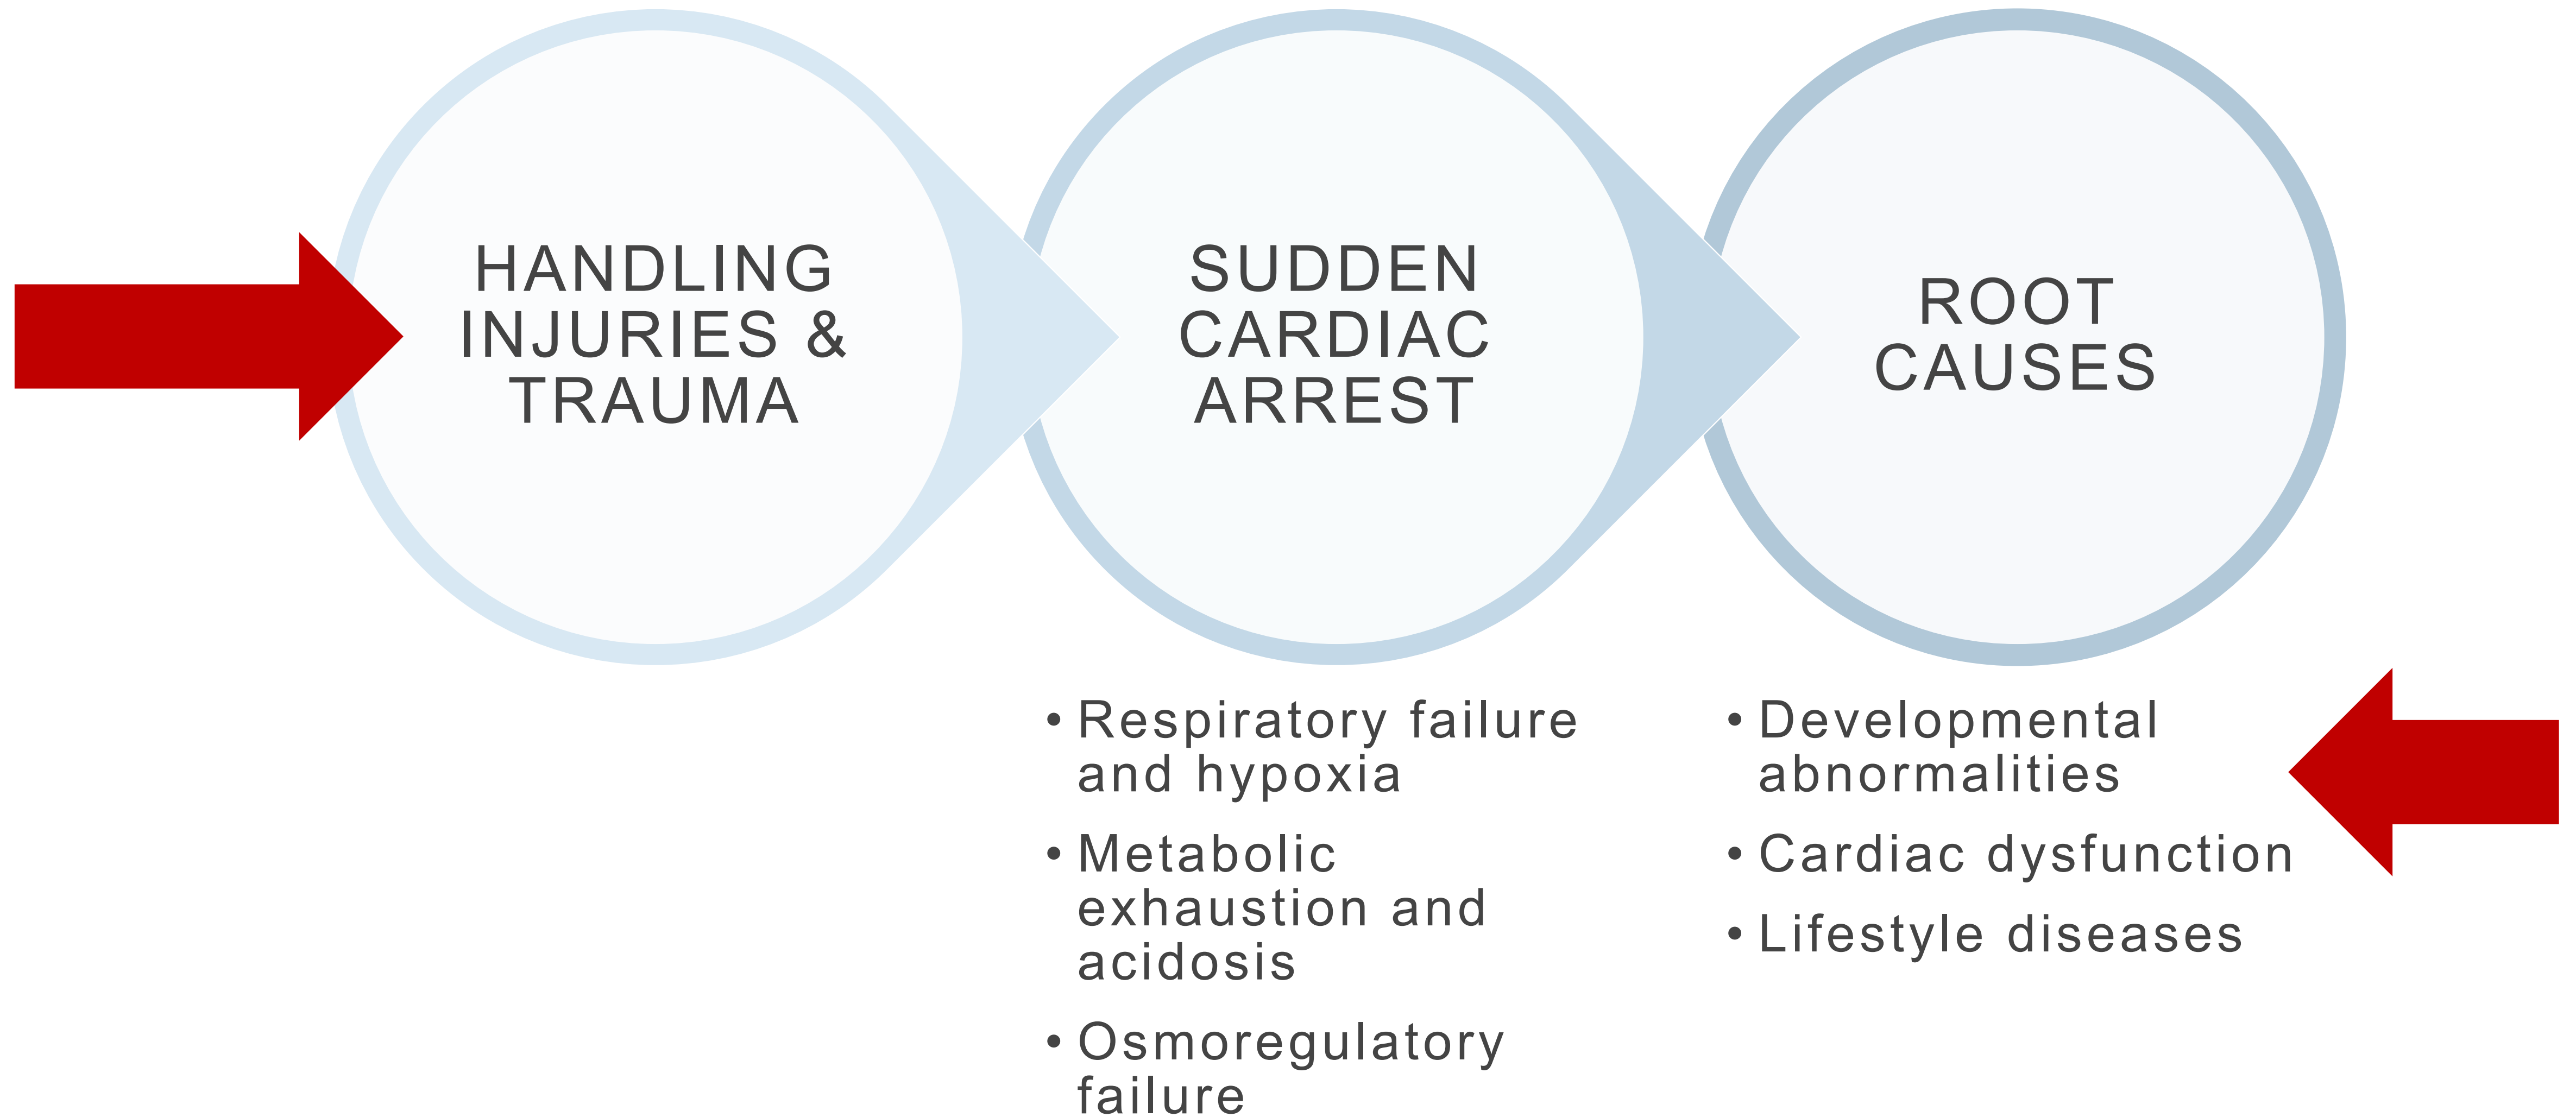 HANDLING
INJURIES &
TRAUMA
SUDDEN
CARDIAC
ARREST
ROOT
CAUSES
• Respiratory failure
and hypoxia
• Metabolic
exhaustion and
acidosis
• Osmoregulatory
failure
• Developmental
abnormalities
• Cardiac dysfunction
• Lifestyle diseases